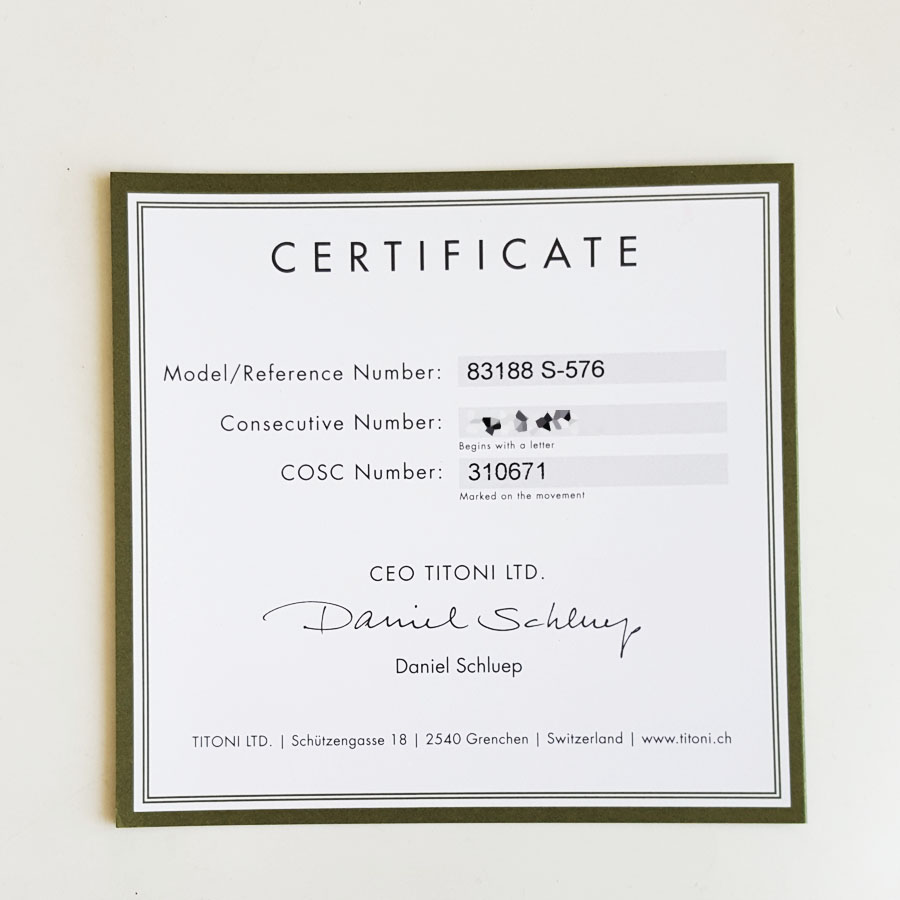 CERTIFICATE
Model/Reference Number: 83188 S-576
Consecutive Number:
Begins with a letter
COSC Number: 310671
Marked on the movement
CEO TITONI LTD.
Daniel Schluep
Daniel Schluep
TITONI LTD. | Schützengasse 18 | 2540 Grenchen | Switzerland | www.titoni.ch